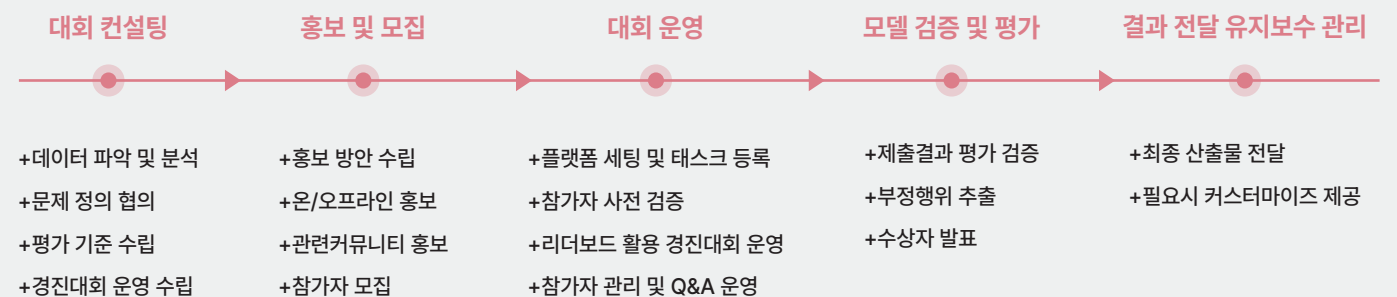 대회 컨설팅
+데이터 파악 및 분석
+문제 정의 협의
+평가 기준 수립
+경진대회 운영 수립
홍보 및 모집
+홍보 방안 수립
+온/오프라인 홍보
+관련커뮤니티 홍보
+참가자 모집
대회 운영
+플랫폼 세팅 및 태스크 등록
+참가자 사전 검증
+리더보드 활용 경진대회 운영
+참가자 관리 및 Q&A 운영
모델 검증 및 평가
+제출결과 평가 검증
+부정행위 추출
+수상자 발표
결과 전달 유지보수 관리
+최종 산출물 전달
+필요시 커스터마이즈 제공